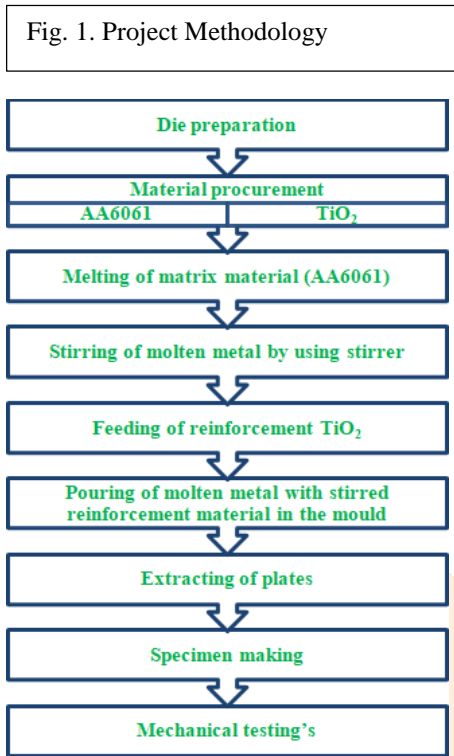 Fig. 1. Project Methodology
Die preparation
Material procurement
AA6061 TiO₂
Melting of matrix material (AA6061)
Stirring of molten metal by using stirrer
Feeding of reinforcement TiO₂
Pouring of molten metal with stirred
reinforcement material in the mould
Extracting of plates
Specimen making
Mechanical testing's